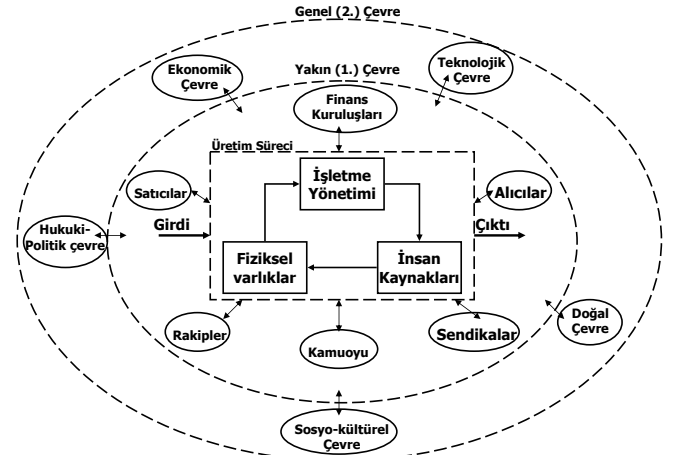 Genel (2.) Çevre
Ekonomik
Çevre
Yakın (1.) Çevre
Teknolojik
Çevre
Finans
Kuruluşları
Üretim Süreci
İşletme
Yönetimi
Satıcılar
Alıcılar
Hukuki-
Politik çevre
Girdi
Çıktı
Fiziksel
varlıklar
İnsan
Kaynakları
Rakipler
Kamuoyu
Sendikalar
Doğal
Çevre
Sosyo-kültürel
Çevre